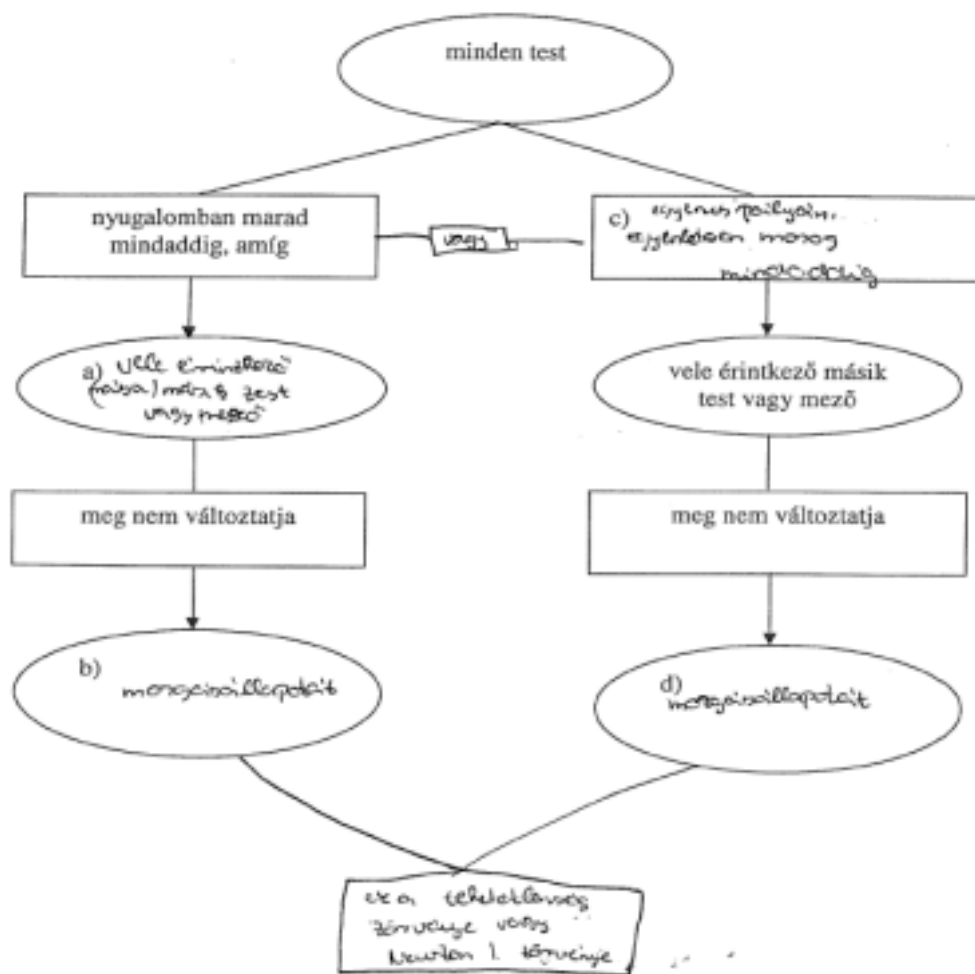 minden test
nyugalomban marad
mindaddig, amíg
vagy
c) egyenes pályán,
egyenletesen mozog
mindaddig
a) vele érintkező
másik test
vagy mező
vele érintkező másik
test vagy mező
meg nem változtatja
meg nem változtatja
b)
mozgásállapotát
d)
mozgásállapotát
ez a tehetetlenség
törvénye vagy
Newton I. törvénye